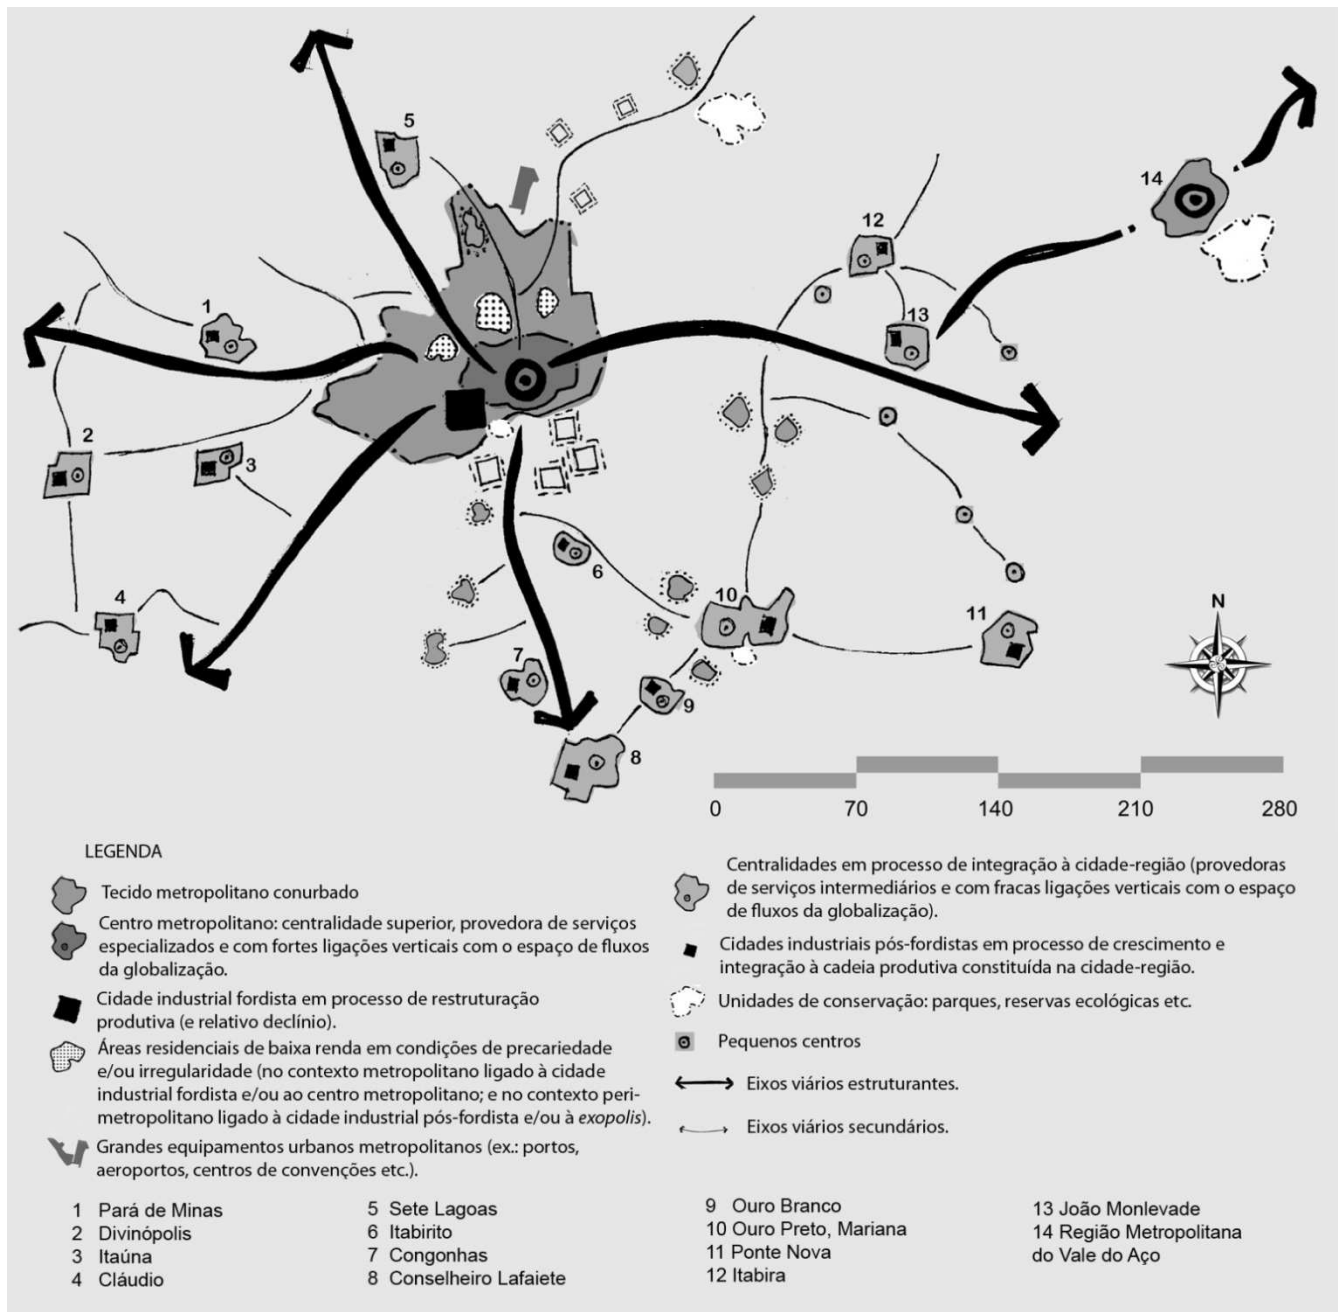 5
14
12
1
13
2
3
6
4
10
11
N
7
9
8
0 70 140 210 280
LEGENDA
Tecido metropolitano conurbado
Centro metropolitano: centralidade superior, provedora de serviços
especializados e com fortes ligações verticais com o espaço de fluxos
da globalização.
Cidade industrial fordista em processo de restruturação
produtiva (e relativo declínio).
Áreas residenciais de baixa renda em condições de precariedade
e/ou irregularidade (no contexto metropolitano ligado à cidade
industrial fordista e/ou ao centro metropolitano; e no contexto peri-
metropolitano ligado à cidade industrial pós-fordista e/ou à exopolis).
Grandes equipamentos urbanos metropolitanos (ex.: portos,
aeroportos, centros de convenções etc.).
Centralidades em processo de integração à cidade-região (provedoras
de serviços intermediários e com fracas ligações verticais com o espaço
de fluxos da globalização).
Cidades industriais pós-fordistas em processo de crescimento e
integração à cadeia produtiva constituída na cidade-região.
Unidades de conservação: parques, reservas ecológicas etc.
Pequenos centros
Eixos viários estruturantes.
Eixos viários secundários.
1 Pará de Minas
2 Divinópolis
3 Itaúna
4 Cláudio
5 Sete Lagoas
6 Itabirito
7 Congonhas
8 Conselheiro Lafaiete
9 Ouro Branco
10 Ouro Preto, Mariana
11 Ponte Nova
12 Itabira
13 João Monlevade
14 Região Metropolitana
do Vale do Aço